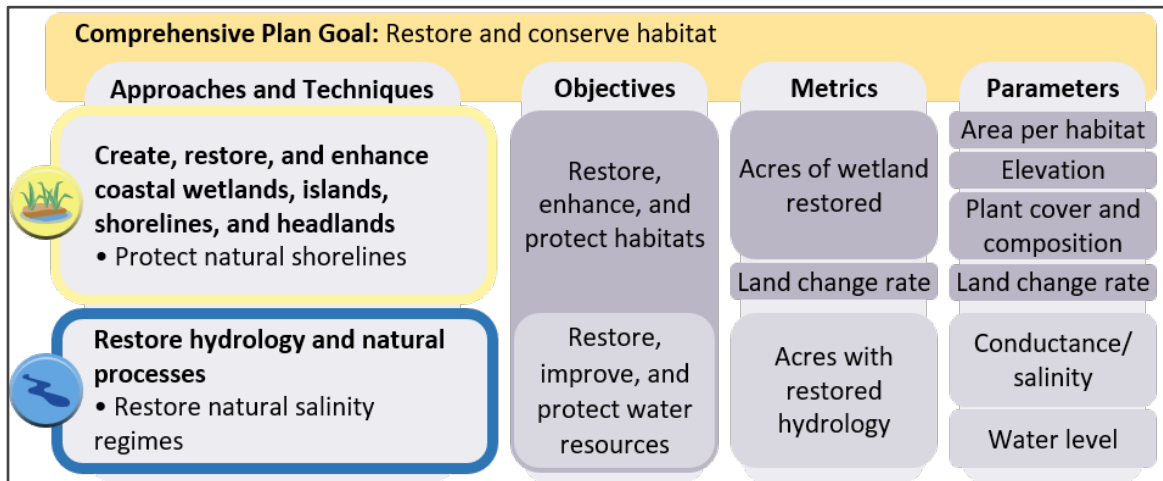 Comprehensive Plan Goal: Restore and conserve habitat
Approaches and Techniques
Objectives
Metrics
Parameters
Create, restore, and enhance
coastal wetlands, islands,
shorelines, and headlands
• Protect natural shorelines
Restore,
enhance, and
protect habitats
Acres of wetland
restored
Land change rate
Area per habitat
Elevation
Plant cover and
composition
Land change rate
Restore hydrology and natural
processes
• Restore natural salinity
regimes
Restore,
improve, and
protect water
resources
Acres with
restored
hydrology
Conductance/
salinity
Water level